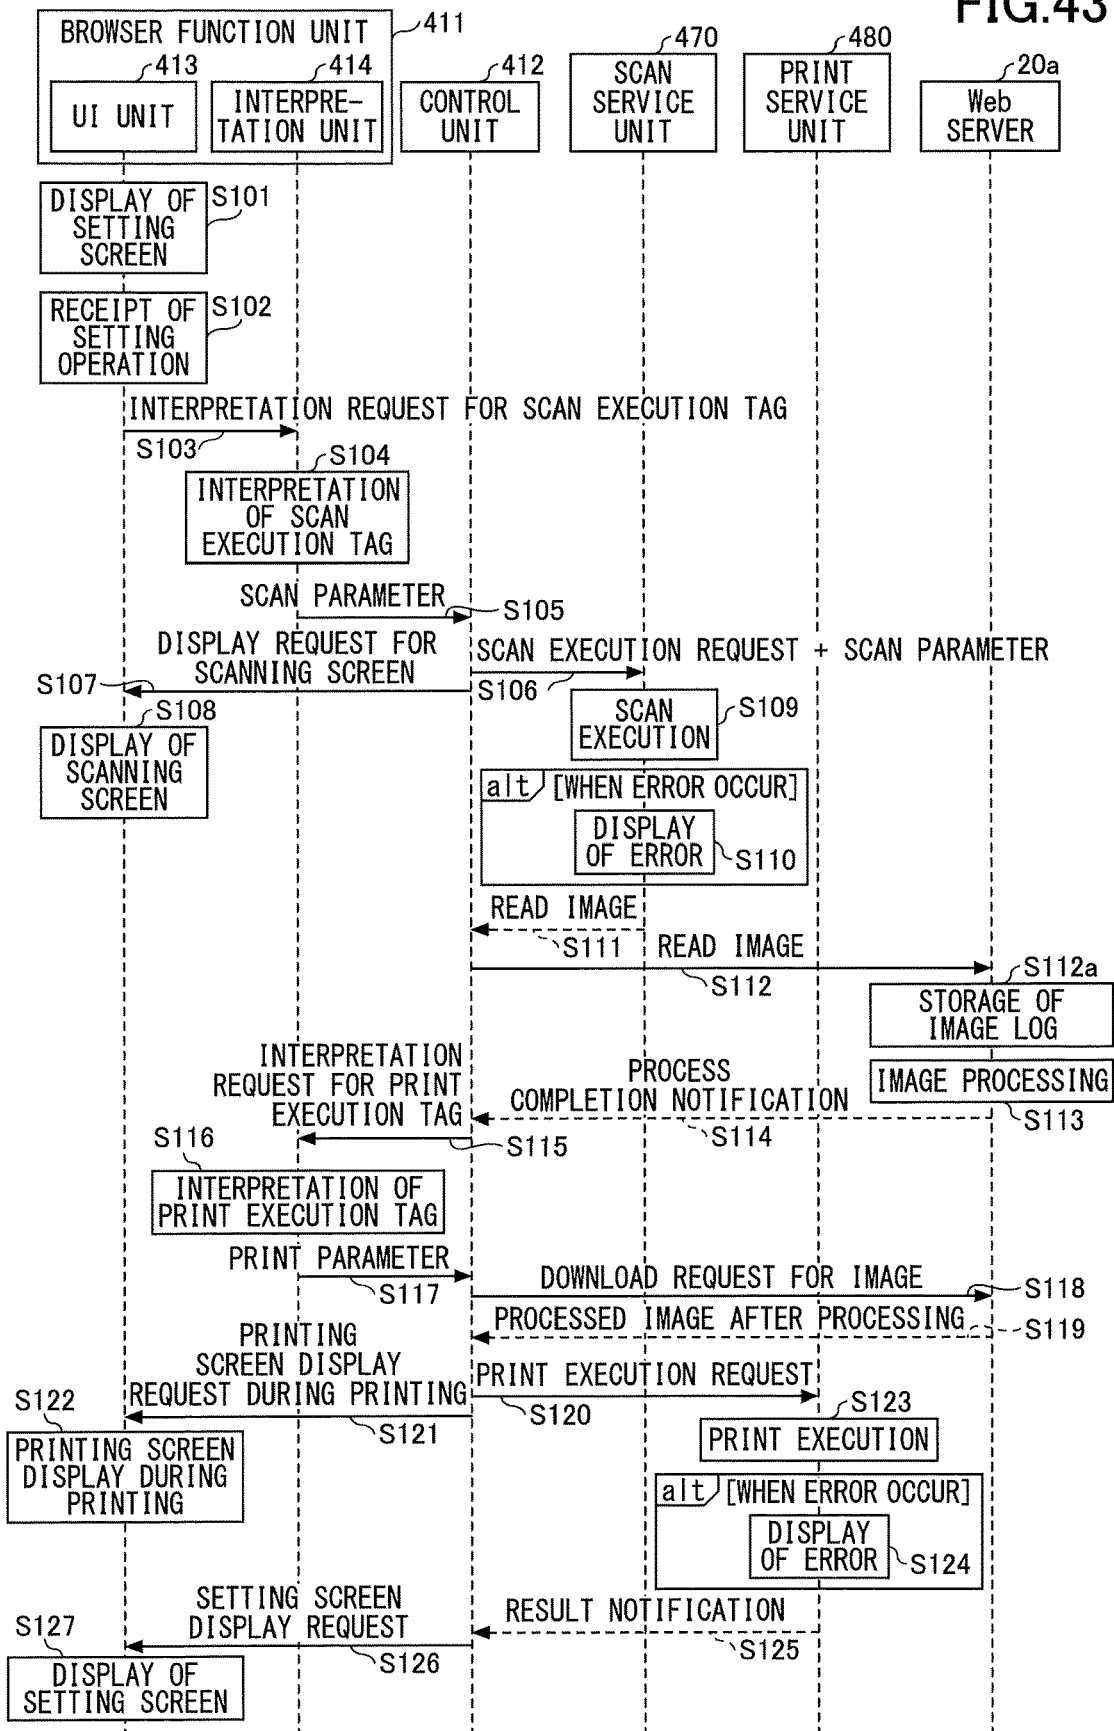 FIG.43
BROWSER FUNCTION UNIT
411
413
UI UNIT
414
INTERPRE-
TATION UNIT
412
CONTROL
UNIT
470
SCAN
SERVICE
UNIT
480
PRINT
SERVICE
UNIT
20a
Web
SERVER
DISPLAY OF
SETTING
SCREEN
S101
RECEIPT OF
SETTING
OPERATION
S102
INTERPRETATION REQUEST FOR SCAN EXECUTION TAG
S103
S104
INTERPRETATION
OF SCAN
EXECUTION TAG
SCAN PARAMETER
S105
DISPLAY REQUEST FOR
SCANNING SCREEN
SCAN EXECUTION REQUEST + SCAN PARAMETER
S107
S106
S108
DISPLAY OF
SCANNING
SCREEN
SCAN
EXECUTION
S109
alt [WHEN ERROR OCCUR]
DISPLAY
OF ERROR
S110
READ IMAGE
S111
READ IMAGE
S112
S112a
STORAGE OF
IMAGE LOG
IMAGE PROCESSING
S113
PROCESS
COMPLETION NOTIFICATION
S114
INTERPRETATION
REQUEST FOR PRINT
EXECUTION TAG
S115
S116
INTERPRETATION OF
PRINT EXECUTION TAG
PRINT PARAMETER
S117
DOWNLOAD REQUEST FOR IMAGE
S118
PROCESSED IMAGE AFTER PROCESSING
S119
PRINTING
SCREEN DISPLAY
REQUEST DURING PRINTING
PRINT EXECUTION REQUEST
S120
S121
S122
PRINTING SCREEN
DISPLAY DURING
PRINTING
S123
PRINT EXECUTION
alt [WHEN ERROR OCCUR]
DISPLAY
OF ERROR
S124
RESULT NOTIFICATION
S125
SETTING SCREEN
DISPLAY REQUEST
S126
S127
DISPLAY OF
SETTING SCREEN